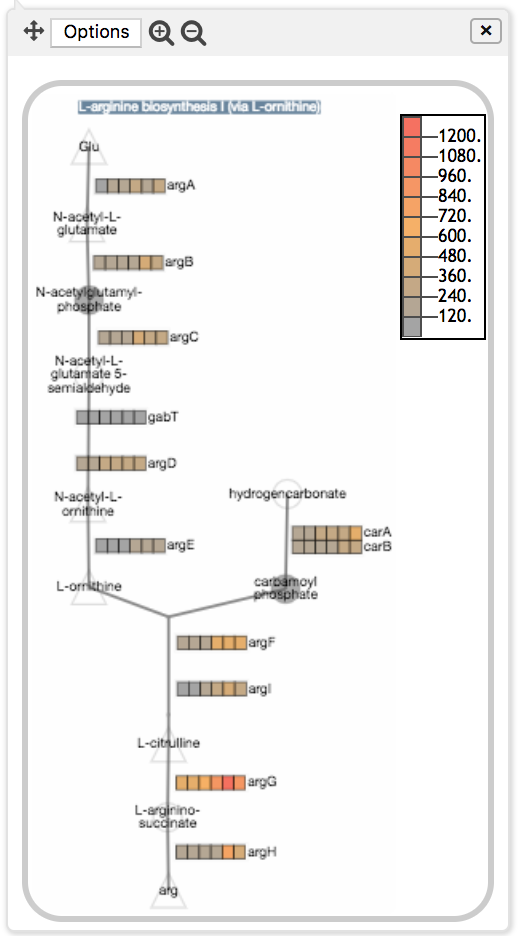 Options
L-arginine biosynthesis I (via L-ornithine)
1200.
1080.
960.
840.
720.
600.
480.
360.
240.
120.
Glu
argA
N-acetyl-L-
glutamate
argB
N-acetylglutamyl-
phosphate
argC
N-acetyl-L-
glutamate 5-
semialdehyde
gabT
argD
N-acetyl-L-
ornithine
hydrogencarbonate
carA
carB
argE
L-ornithine
carbamoyl
phosphate
argF
argI
L-citrulline
argG
L-arginino-
succinate
argH
arg